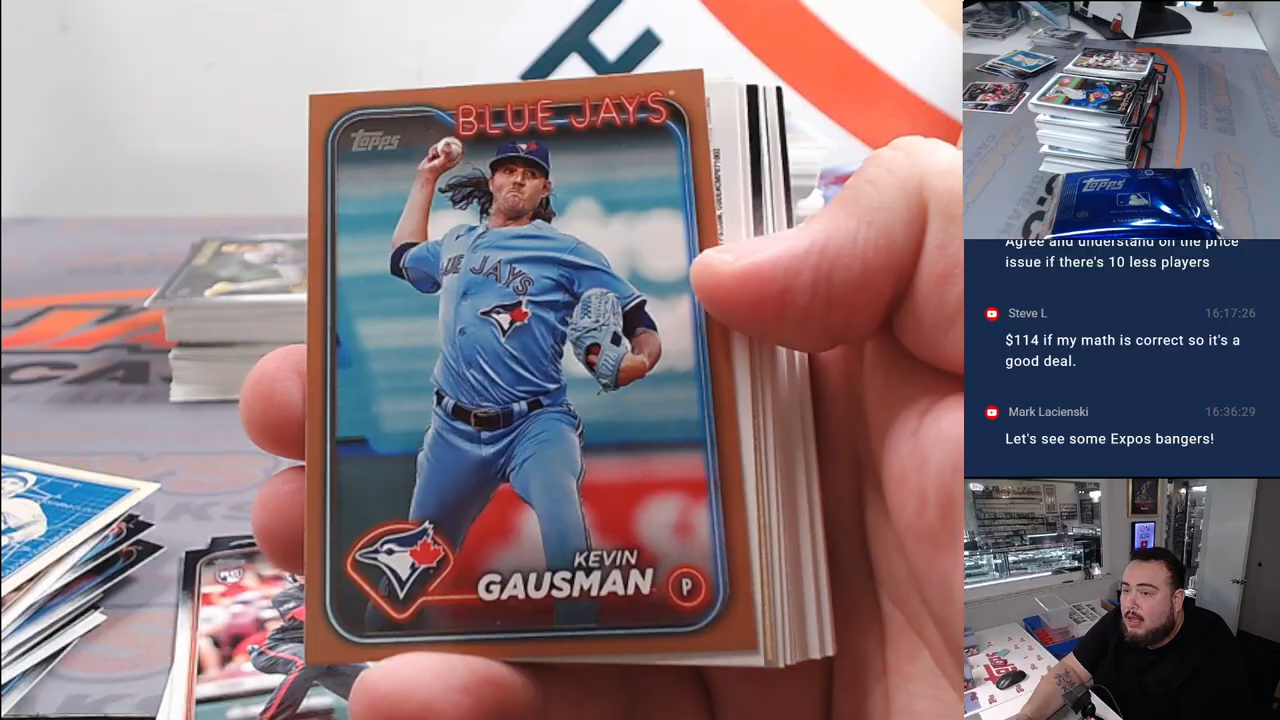 BLUE JAYS
Topps
BLUE JAYS
KEVIN
GAUSMAN
P
Topps
Agree and understand on the price
issue if there's 10 less players
Steve L 16:17:26
$114 if my math is correct so it's a
good deal.
Mark Lacienski 16:36:29
Let's see some Expos bangers!
ON
AIR